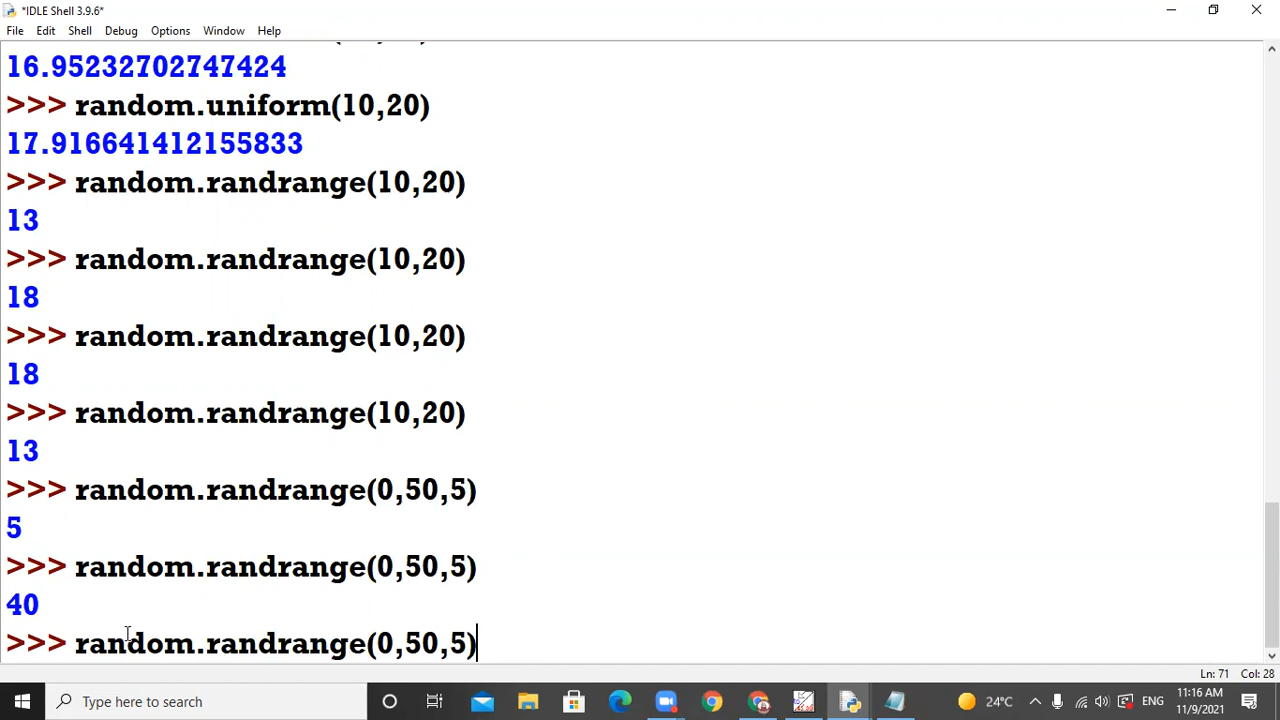 *IDLE Shell 3.9.6*
File Edit Shell Debug Options Window Help
16.95232702747424
>>> random.uniform(10,20)
17.916641412155833
>>> random.randrange(10,20)
13
>>> random.randrange(10,20)
18
>>> random.randrange(10,20)
18
>>> random.randrange(10,20)
13
>>> random.randrange(0,50,5)
5
>>> random.randrange(0,50,5)
40
>>> random.randrange(0,50,5)
Ln: 71 Col: 28
Type here to search
24°C
ENG
11:16 AM
11/9/2021